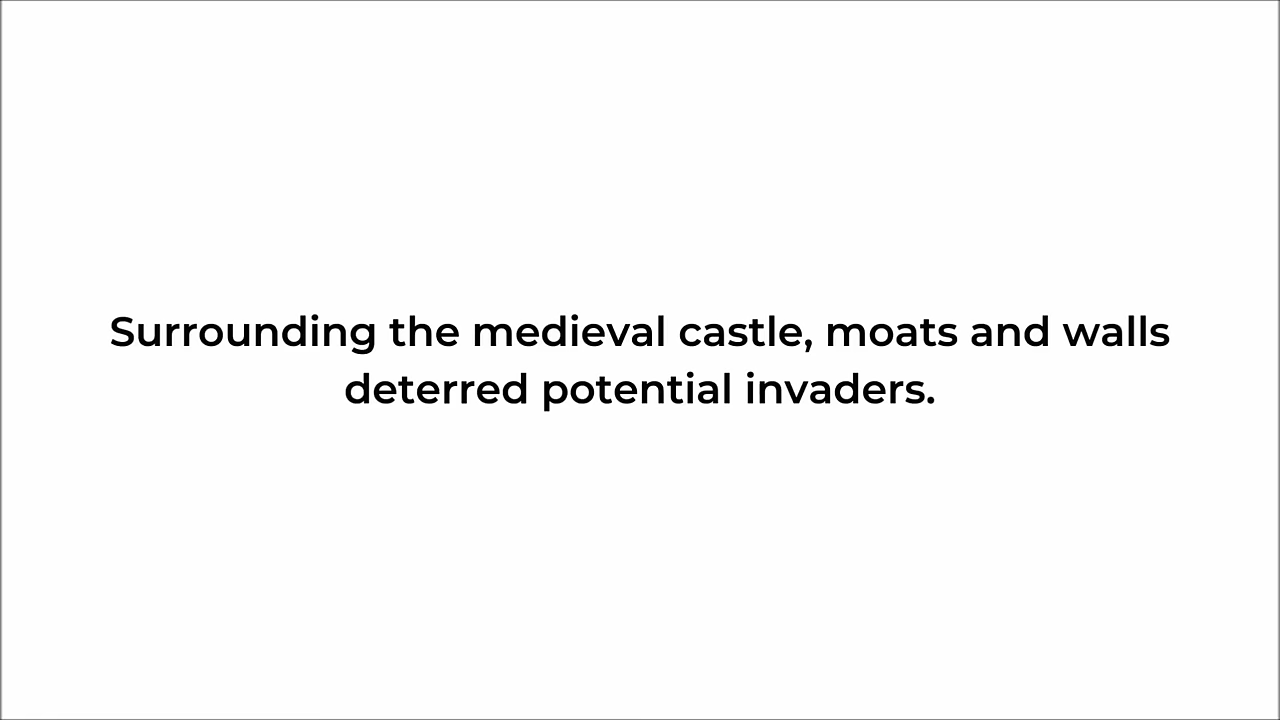 Surrounding the medieval castle, moats and walls
deterred potential invaders.